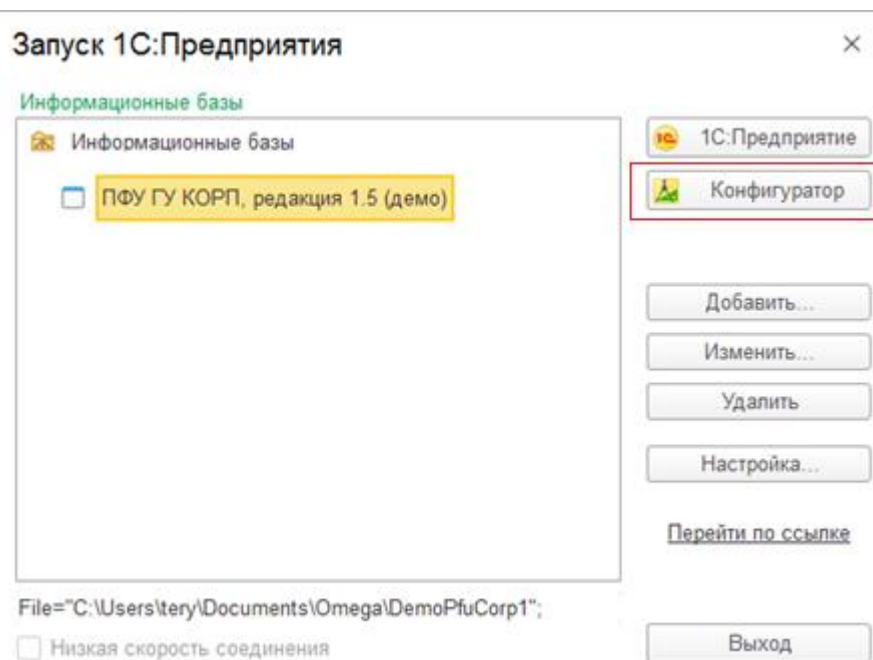 Запуск 1С:Предприятия
Информационные базы
Информационные базы
ПФУ ГУ КОРП, редакция 1.5 (демо)
1С:Предприятие
Конфигуратор
Добавить...
Изменить...
Удалить
Настройка...
Перейти по ссылке
File="C:\Users\tery\Documents\Omega\DemoPfuCorp1";
Низкая скорость соединения
Выход